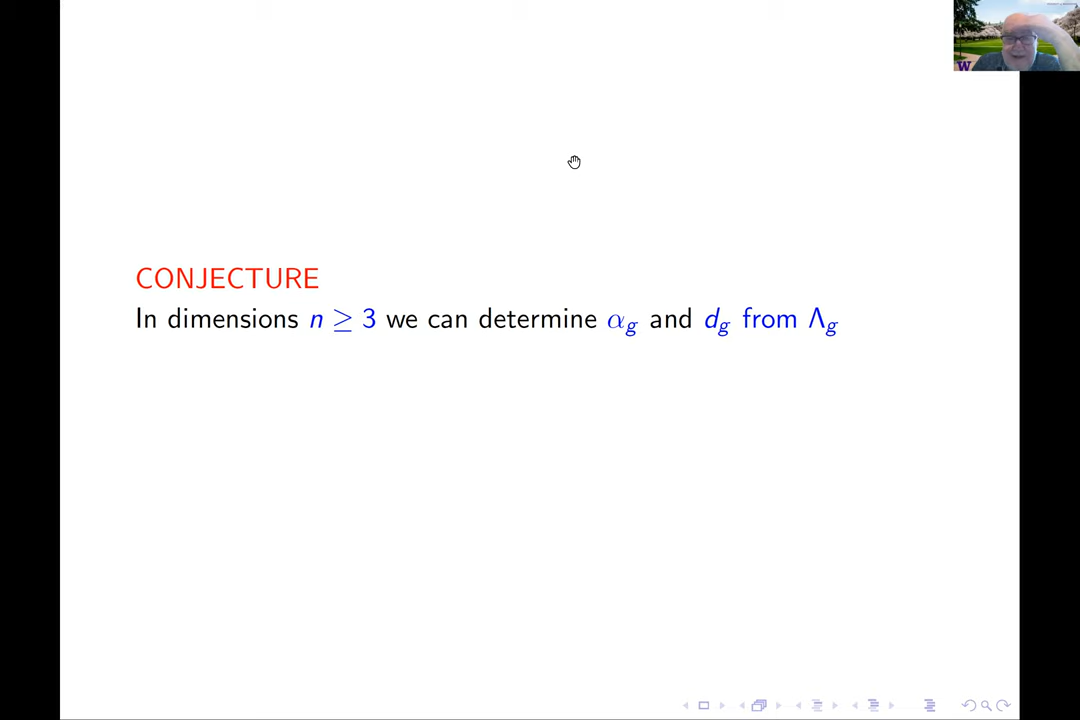 W
CONJECTURE
In dimensions n ≥ 3 we can determine α_g and d_g from Λ_g